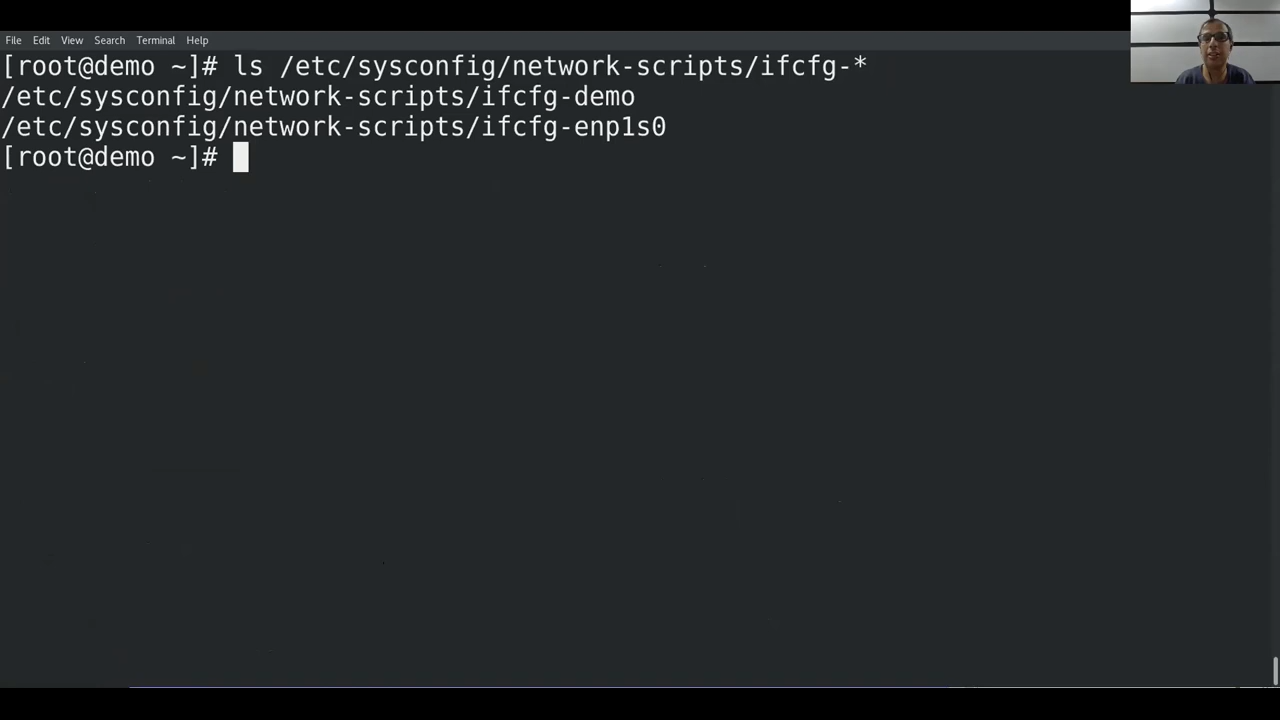 File Edit View Search Terminal Help
[root@demo ~]# ls /etc/sysconfig/network-scripts/ifcfg-*
/etc/sysconfig/network-scripts/ifcfg-demo
/etc/sysconfig/network-scripts/ifcfg-enp1s0
[root@demo ~]#